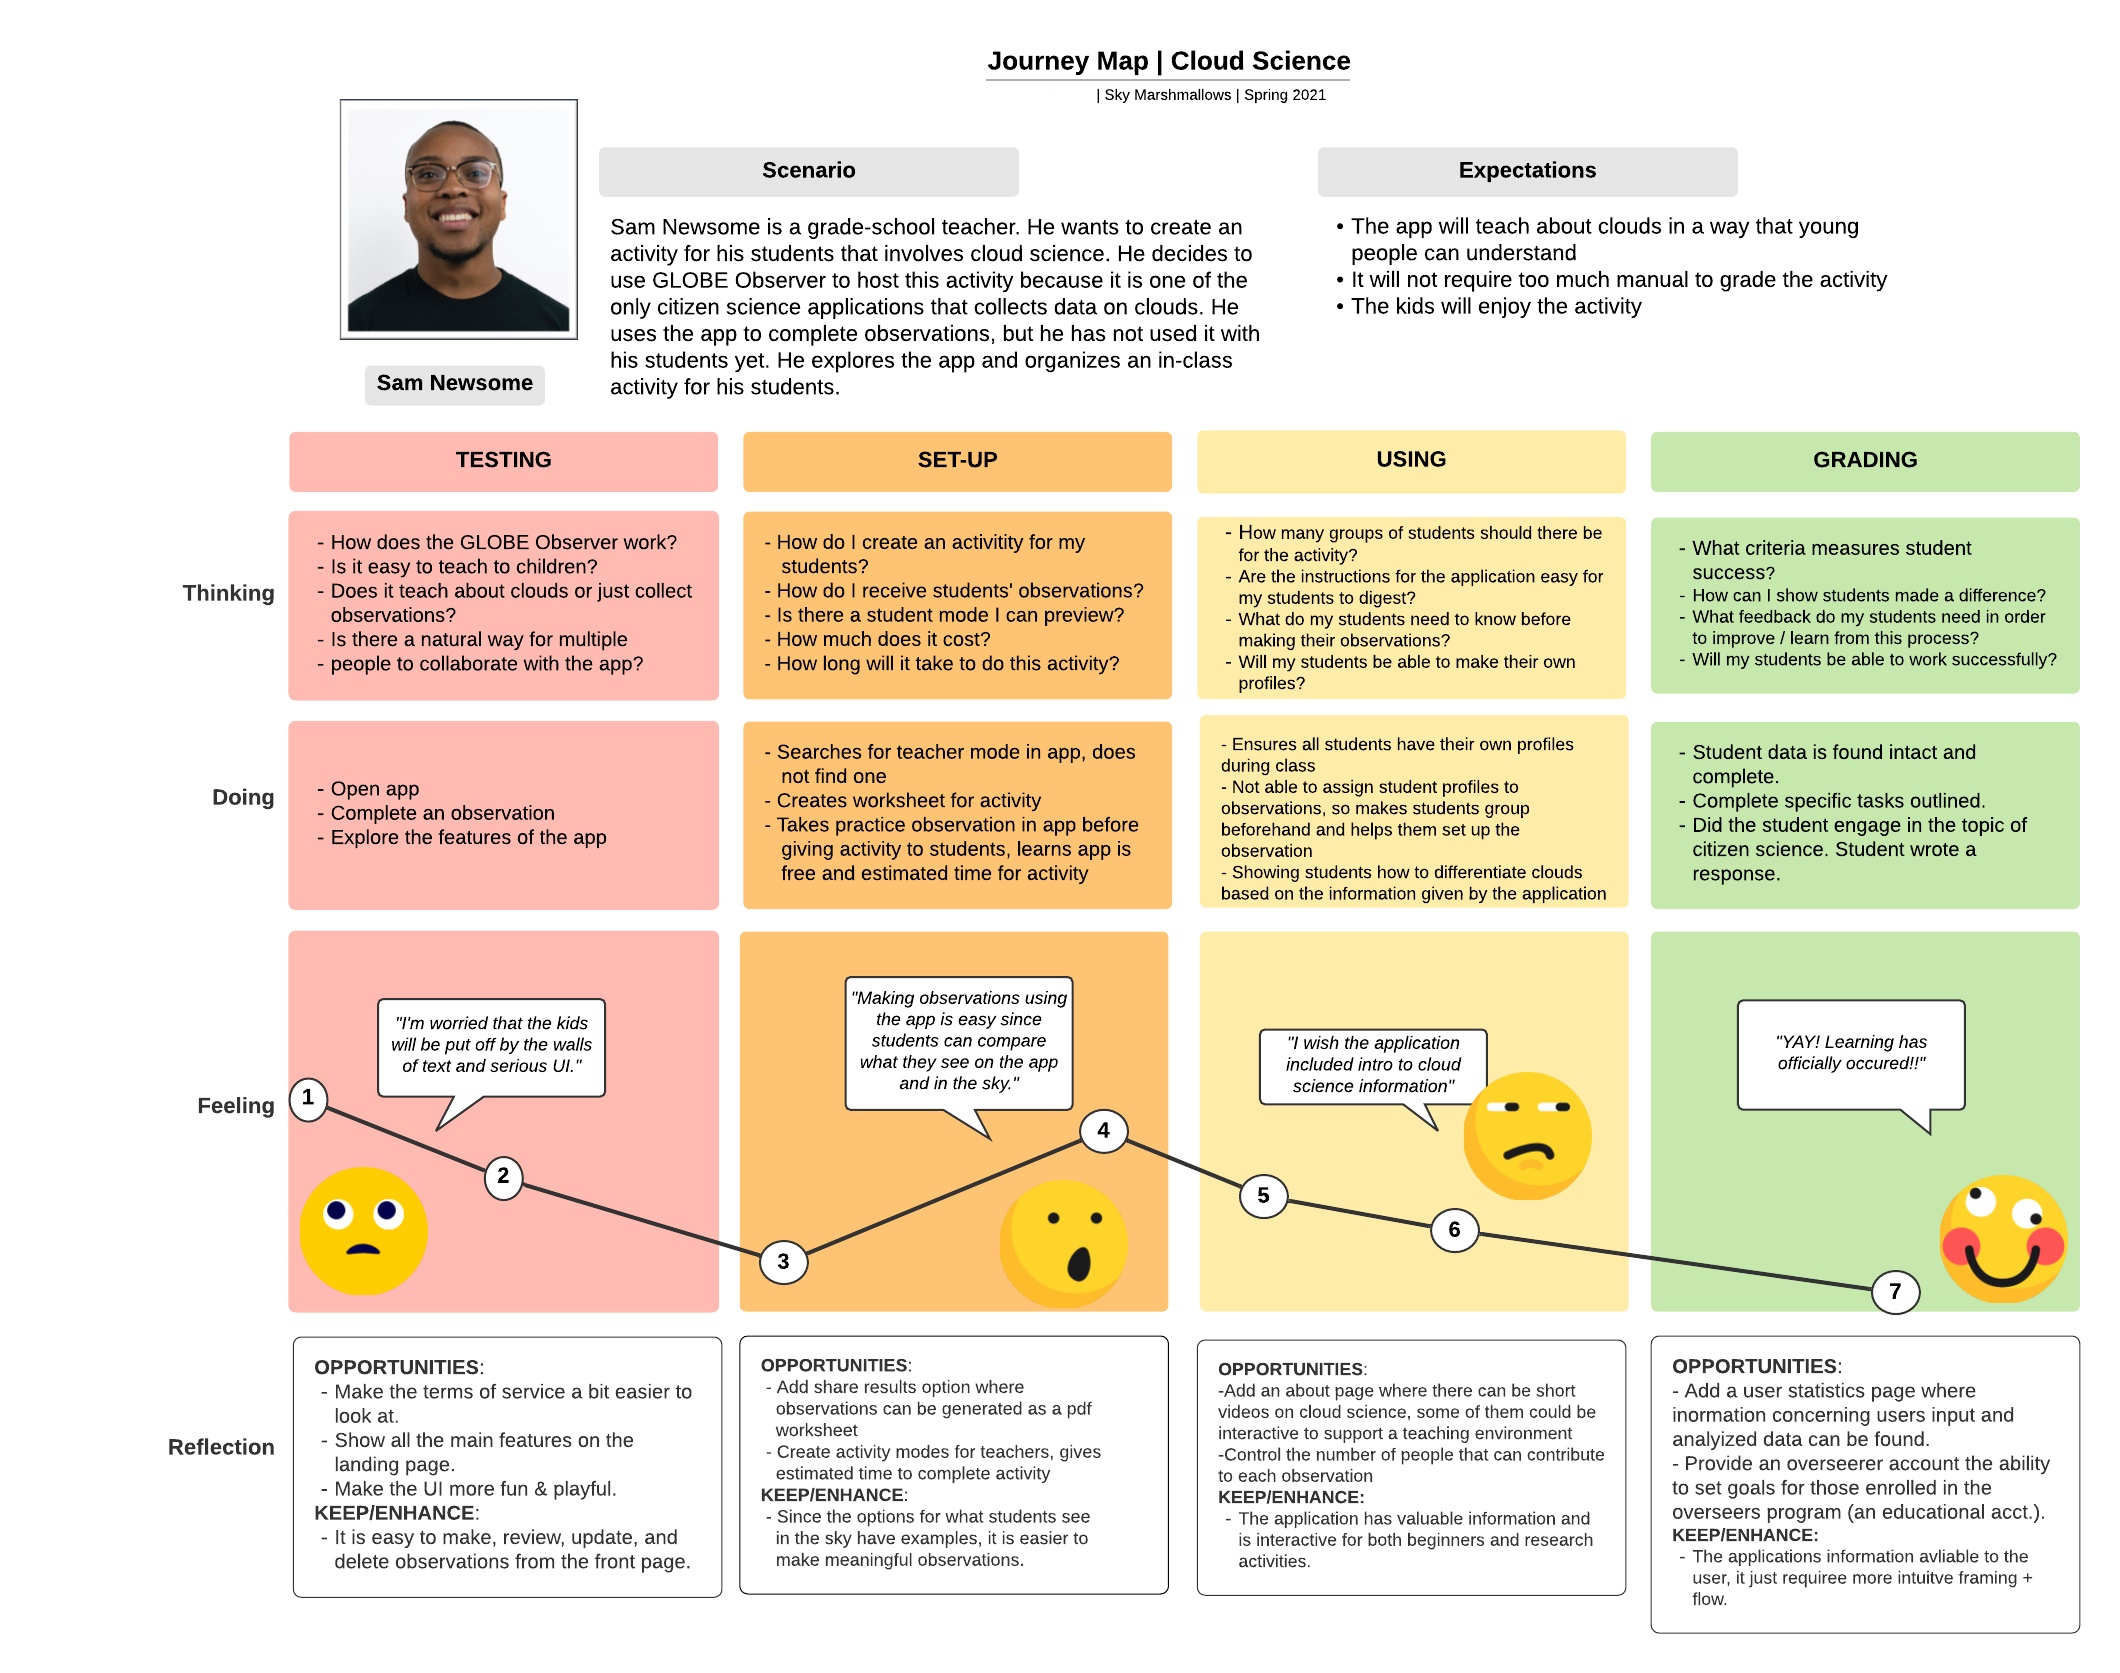 Journey Map | Cloud Science
| Sky Marshmallows | Spring 2021
Sam Newsome
Scenario
Sam Newsome is a grade-school teacher. He wants to create an
activity for his students that involves cloud science. He decides to
use GLOBE Observer to host this activity because it is one of the
only citizen science applications that collects data on clouds. He
uses the app to complete observations, but he has not used it with
his students yet. He explores the app and organizes an in-class
activity for his students.
Expectations
• The app will teach about clouds in a way that young
people can understand
• It will not require too much manual to grade the activity
• The kids will enjoy the activity
TESTING
SET-UP
USING
GRADING
Thinking
- How does the GLOBE Observer work?
- Is it easy to teach to children?
- Does it teach about clouds or just collect
observations?
- Is there a natural way for multiple
- people to collaborate with the app?
- How do I create an activitity for my
students?
- How do I receive students' observations?
- Is there a student mode I can preview?
- How much does it cost?
- How long will it take to do this activity?
- How many groups of students should there be
for the activity?
- Are the instructions for the application easy for
my students to digest?
- What do my students need to know before
making their observations?
- Will my students be able to make their own
profiles?
- What criteria measures student
success?
- How can I show students made a difference?
- What feedback do my students need in order
to improve / learn from this process?
- Will my students be able to work successfully?
Doing
- Open app
- Complete an observation
- Explore the features of the app
- Searches for teacher mode in app, does
not find one
- Creates worksheet for activity
- Takes practice observation in app before
giving activity to students, learns app is
free and estimated time for activity
- Ensures all students have their own profiles
during class
- Not able to assign student profiles to
observations, so makes students group
beforehand and helps them set up the
observation
- Showing students how to differentiate clouds
based on the information given by the application
- Student data is found intact and
complete.
- Complete specific tasks outlined.
- Did the student engage in the topic of
citizen science. Student wrote a
response.
Feeling
"I'm worried that the kids
will be put off by the walls
of text and serious UI."
"Making observations using
the app is easy since
students can compare
what they see on the app
and in the sky."
"I wish the application
included intro to cloud
science information"
"YAY! Learning has
officially occured!!"
1
2
3
4
5
6
7
Reflection
OPPORTUNITIES:
- Make the terms of service a bit easier to
look at.
- Show all the main features on the
landing page.
- Make the UI more fun & playful.
KEEP/ENHANCE:
- It is easy to make, review, update, and
delete observations from the front page.
OPPORTUNITIES:
- Add share results option where
observations can be generated as a pdf
worksheet
- Create activity modes for teachers, gives
estimated time to complete activity
KEEP/ENHANCE:
- Since the options for what students see
in the sky have examples, it is easier to
make meaningful observations.
OPPORTUNITIES:
-Add an about page where there can be short
videos on cloud science, some of them could be
interactive to support a teaching environment
-Control the number of people that can contribute
to each observation
KEEP/ENHANCE:
- The application has valuable information and
is interactive for both beginners and research
activities.
OPPORTUNITIES:
- Add a user statistics page where
inormation concerning users input and
analyized data can be found.
- Provide an overseerer account the ability
to set goals for those enrolled in the
overseers program (an educational acct.).
KEEP/ENHANCE:
- The applications information avliable to the
user, it just requiree more intuitve framing +
flow.